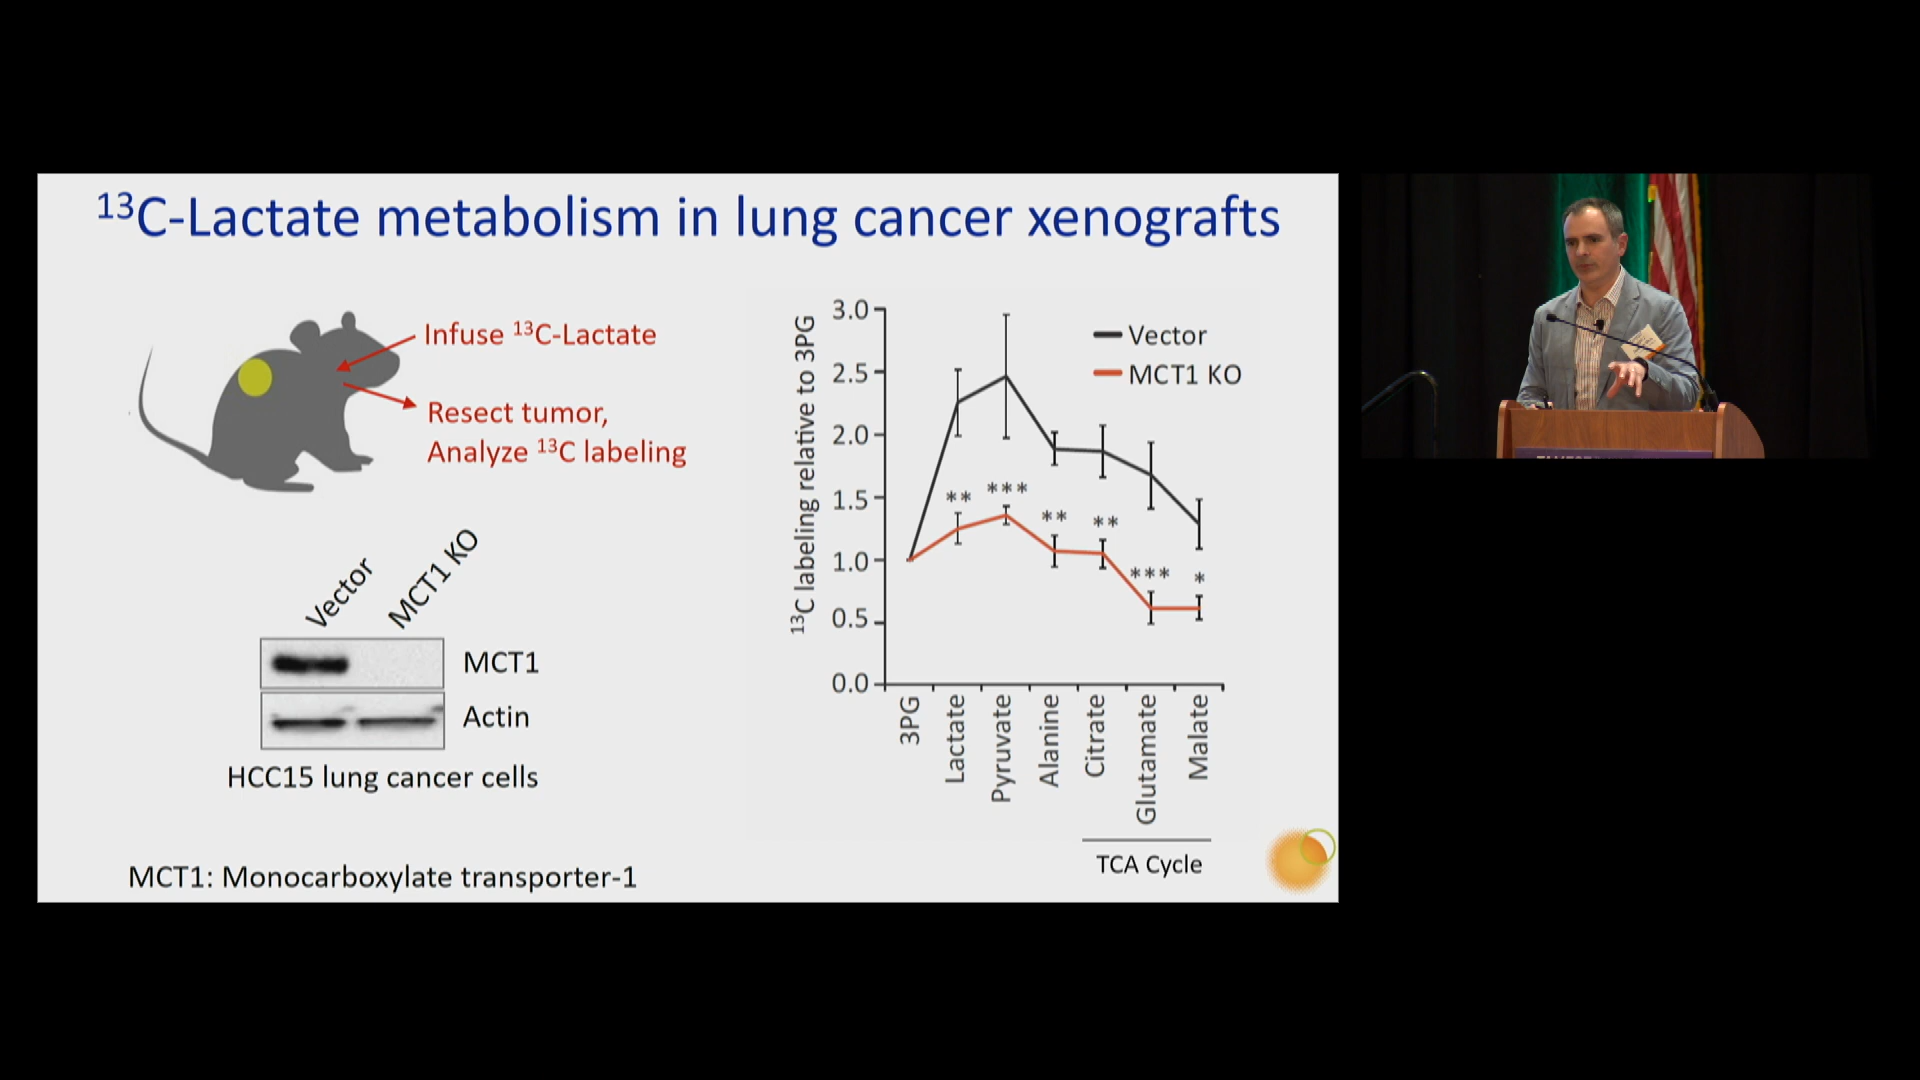 ¹³C-Lactate metabolism in lung cancer xenografts
Infuse ¹³C-Lactate
Resect tumor,
Analyze ¹³C labeling
Vector
MCT1 KO
MCT1
Actin
HCC15 lung cancer cells
MCT1: Monocarboxylate transporter-1
¹³C labeling relative to 3PG
3.0
2.5
2.0
1.5
1.0
0.5
0.0
Vector
MCT1 KO
**
***
**
**
***
*
3PG
Lactate
Pyruvate
Alanine
Citrate
Glutamate
Malate
TCA Cycle